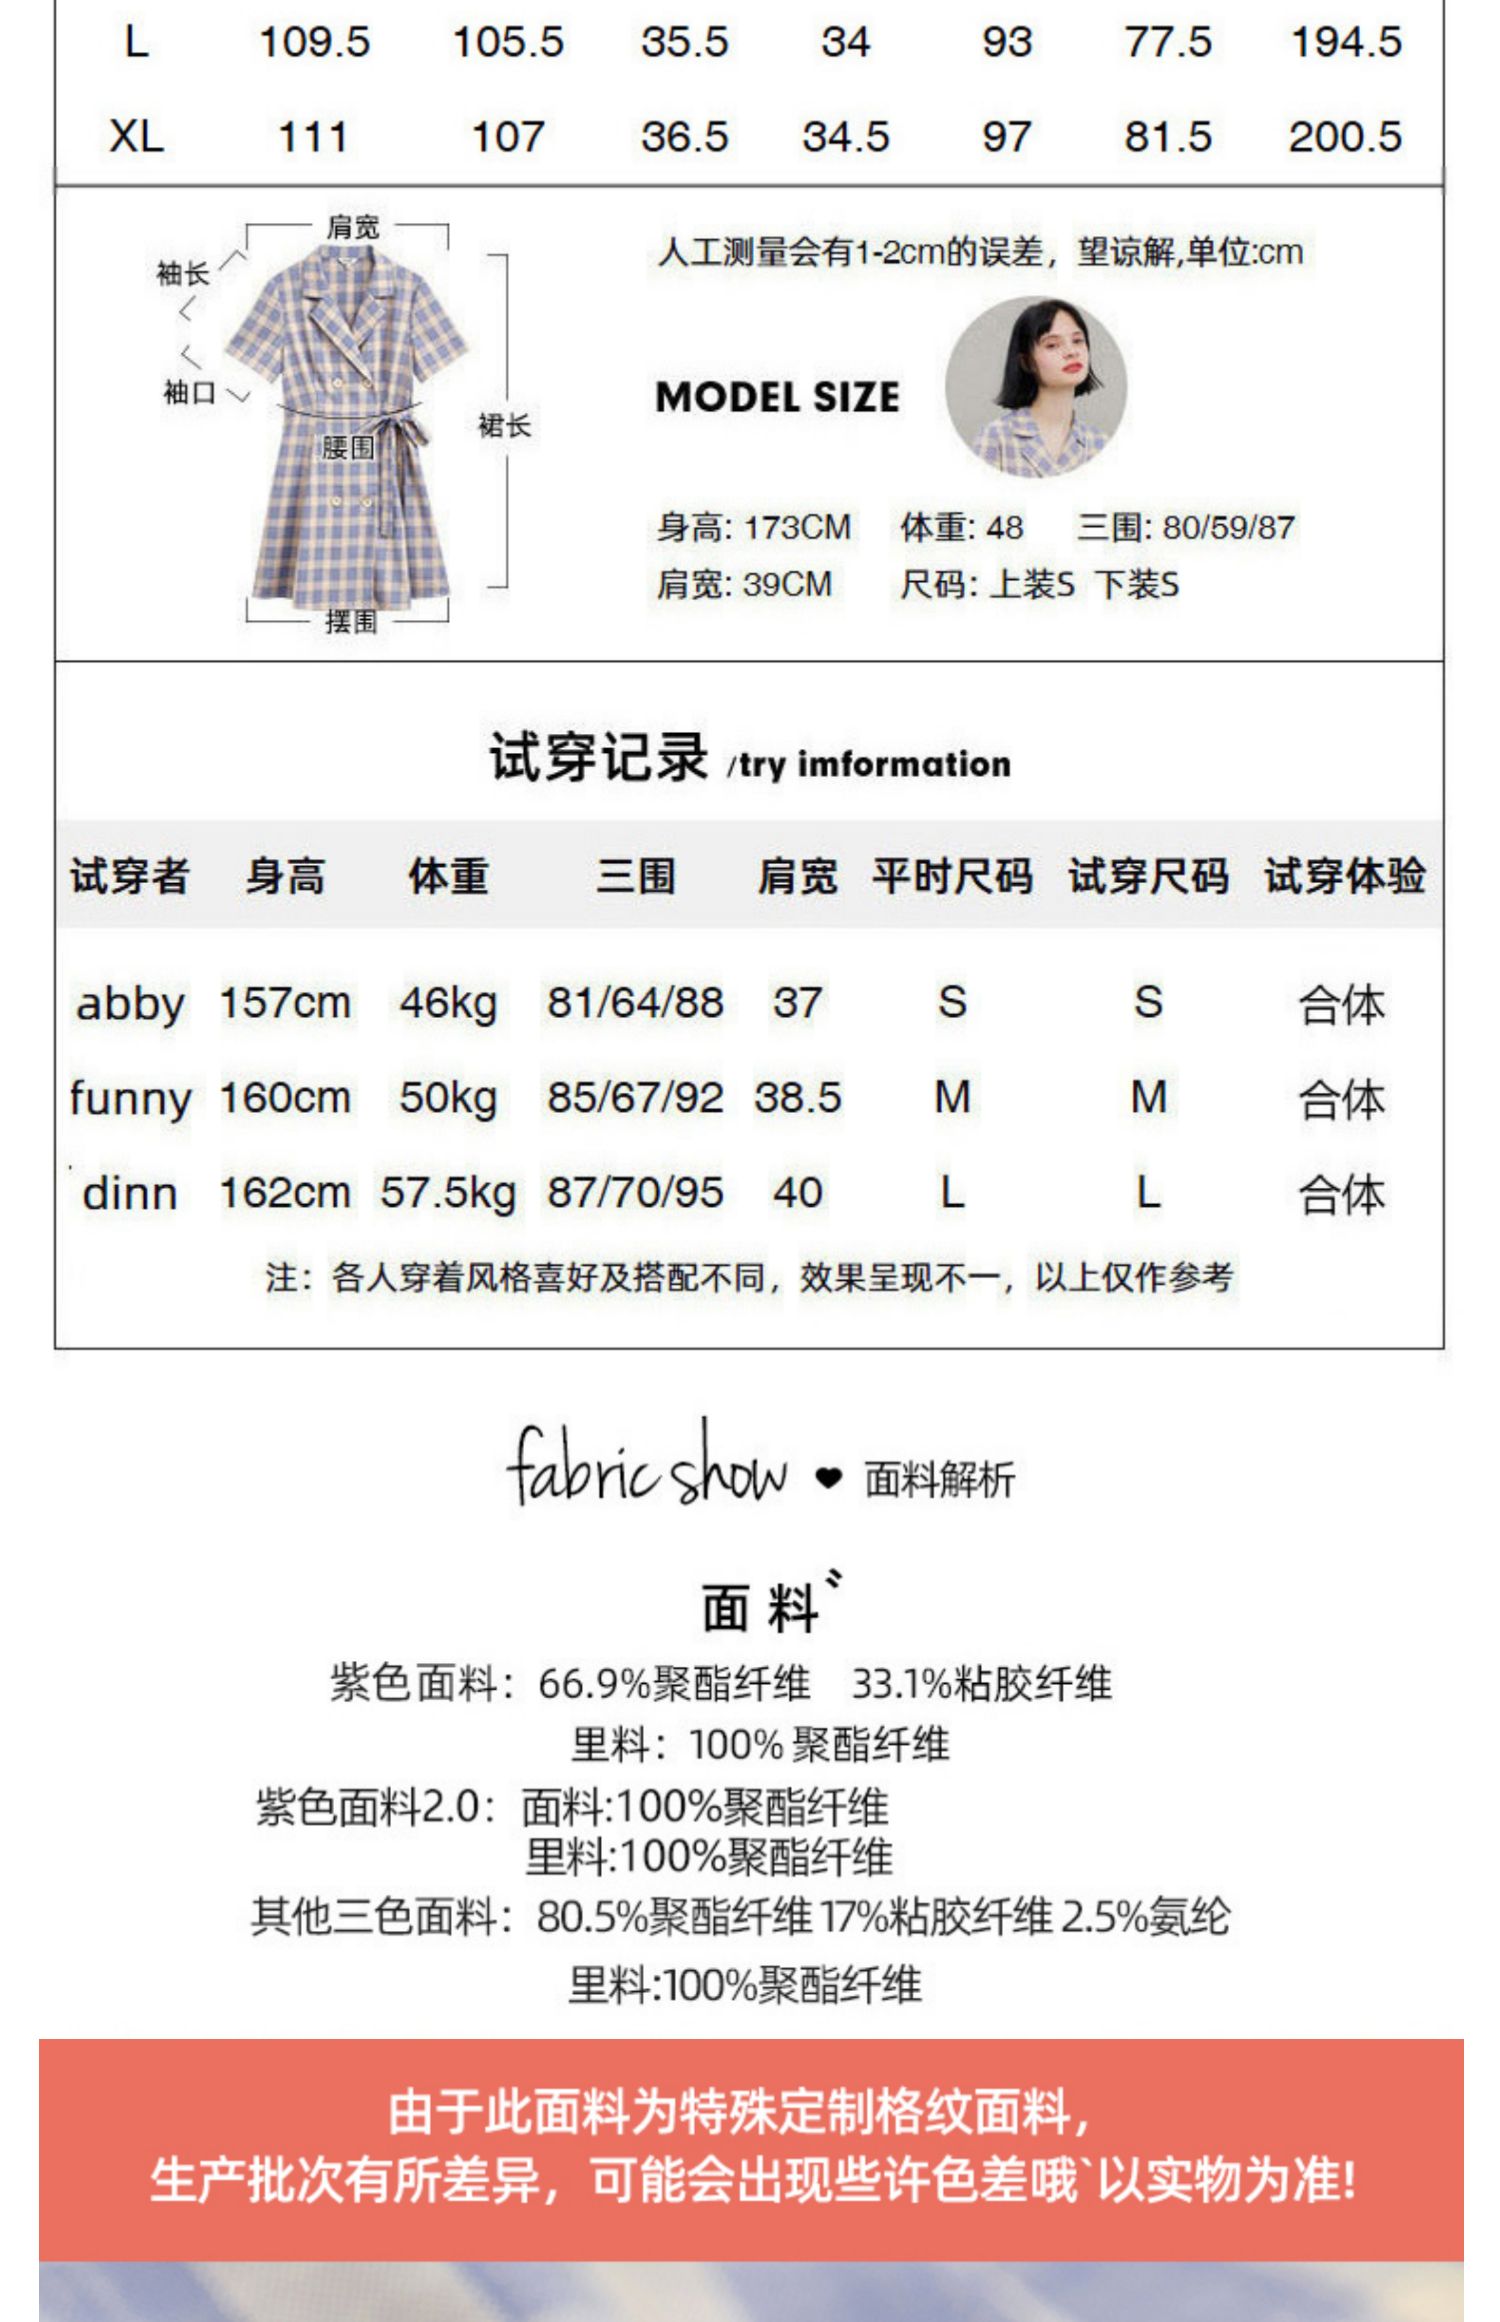 L 109.5 105.5 35.5 34 93 77.5 194.5
XL 111 107 36.5 34.5 97 81.5 200.5
肩宽
袖长
袖口
腰围
裙长
摆围
人工测量会有1-2cm的误差，望谅解,单位:cm
MODEL SIZE
身高: 173CM 体重: 48 三围: 80/59/87
肩宽: 39CM 尺码: 上装S 下装S
试穿记录 /try imformation
试穿者 身高 体重 三围 肩宽 平时尺码 试穿尺码 试穿体验
abby 157cm 46kg 81/64/88 37 S S 合体
funny 160cm 50kg 85/67/92 38.5 M M 合体
dinn 162cm 57.5kg 87/70/95 40 L L 合体
注：各人穿着风格喜好及搭配不同，效果呈现不一，以上仅作参考
fabric show ♥ 面料解析
面料
紫色面料：66.9%聚酯纤维 33.1%粘胶纤维
里料：100% 聚酯纤维
紫色面料2.0：面料:100%聚酯纤维
里料:100%聚酯纤维
其他三色面料：80.5%聚酯纤维 17%粘胶纤维 2.5%氨纶
里料:100%聚酯纤维
由于此面料为特殊定制格纹面料，
生产批次有所差异，可能会出现些许色差哦`以实物为准!